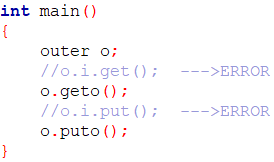 int main()
{
outer o;
//o.i.get(); --->ERROR
o.geto();
//o.i.put(); --->ERROR
o.puto();
}